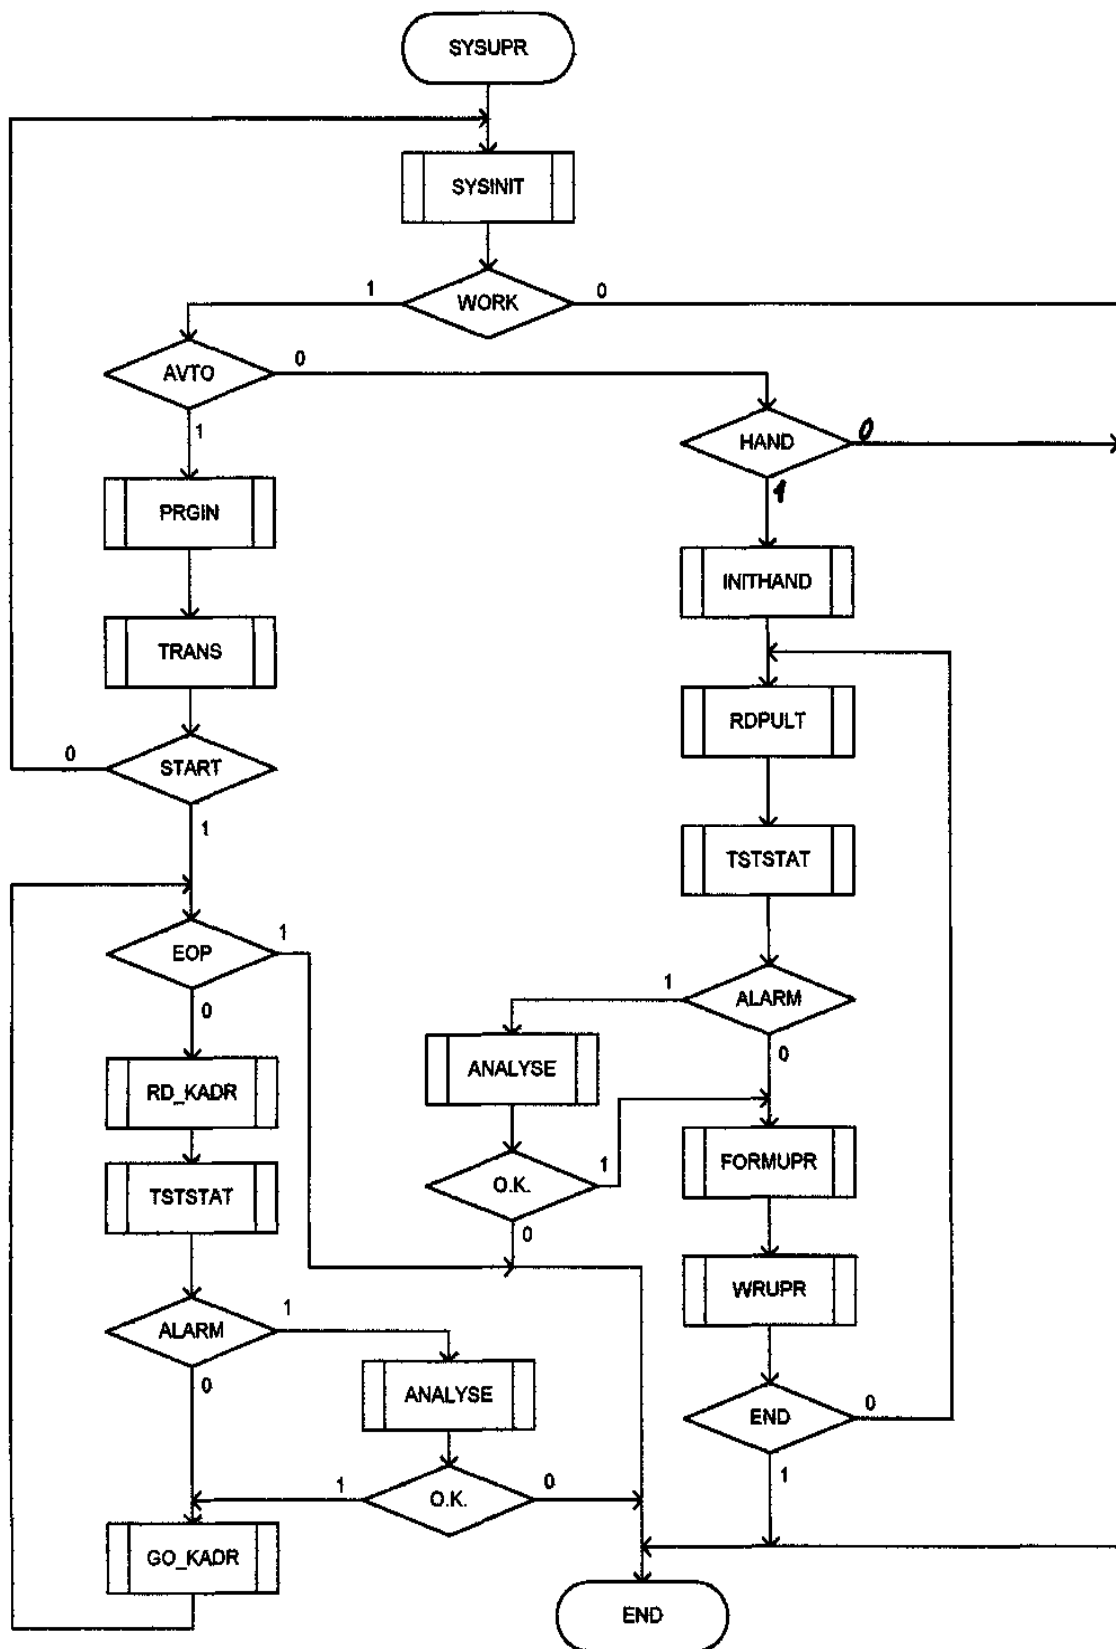 SYSUPR
SYSINIT
1 WORK 0
AVTO 0
1
HAND 0
1
PRGIN
INITHAND
TRANS
RDPULT
0 START
1
TSTSTAT
EOP 1
0
1 ALARM
0
RD_KADR
ANALYSE
TSTSTAT
O.K. 1
0
FORMUPR
WRUPR
ALARM 1
0
ANALYSE
END 0
1
1 O.K. 0
GO_KADR
END